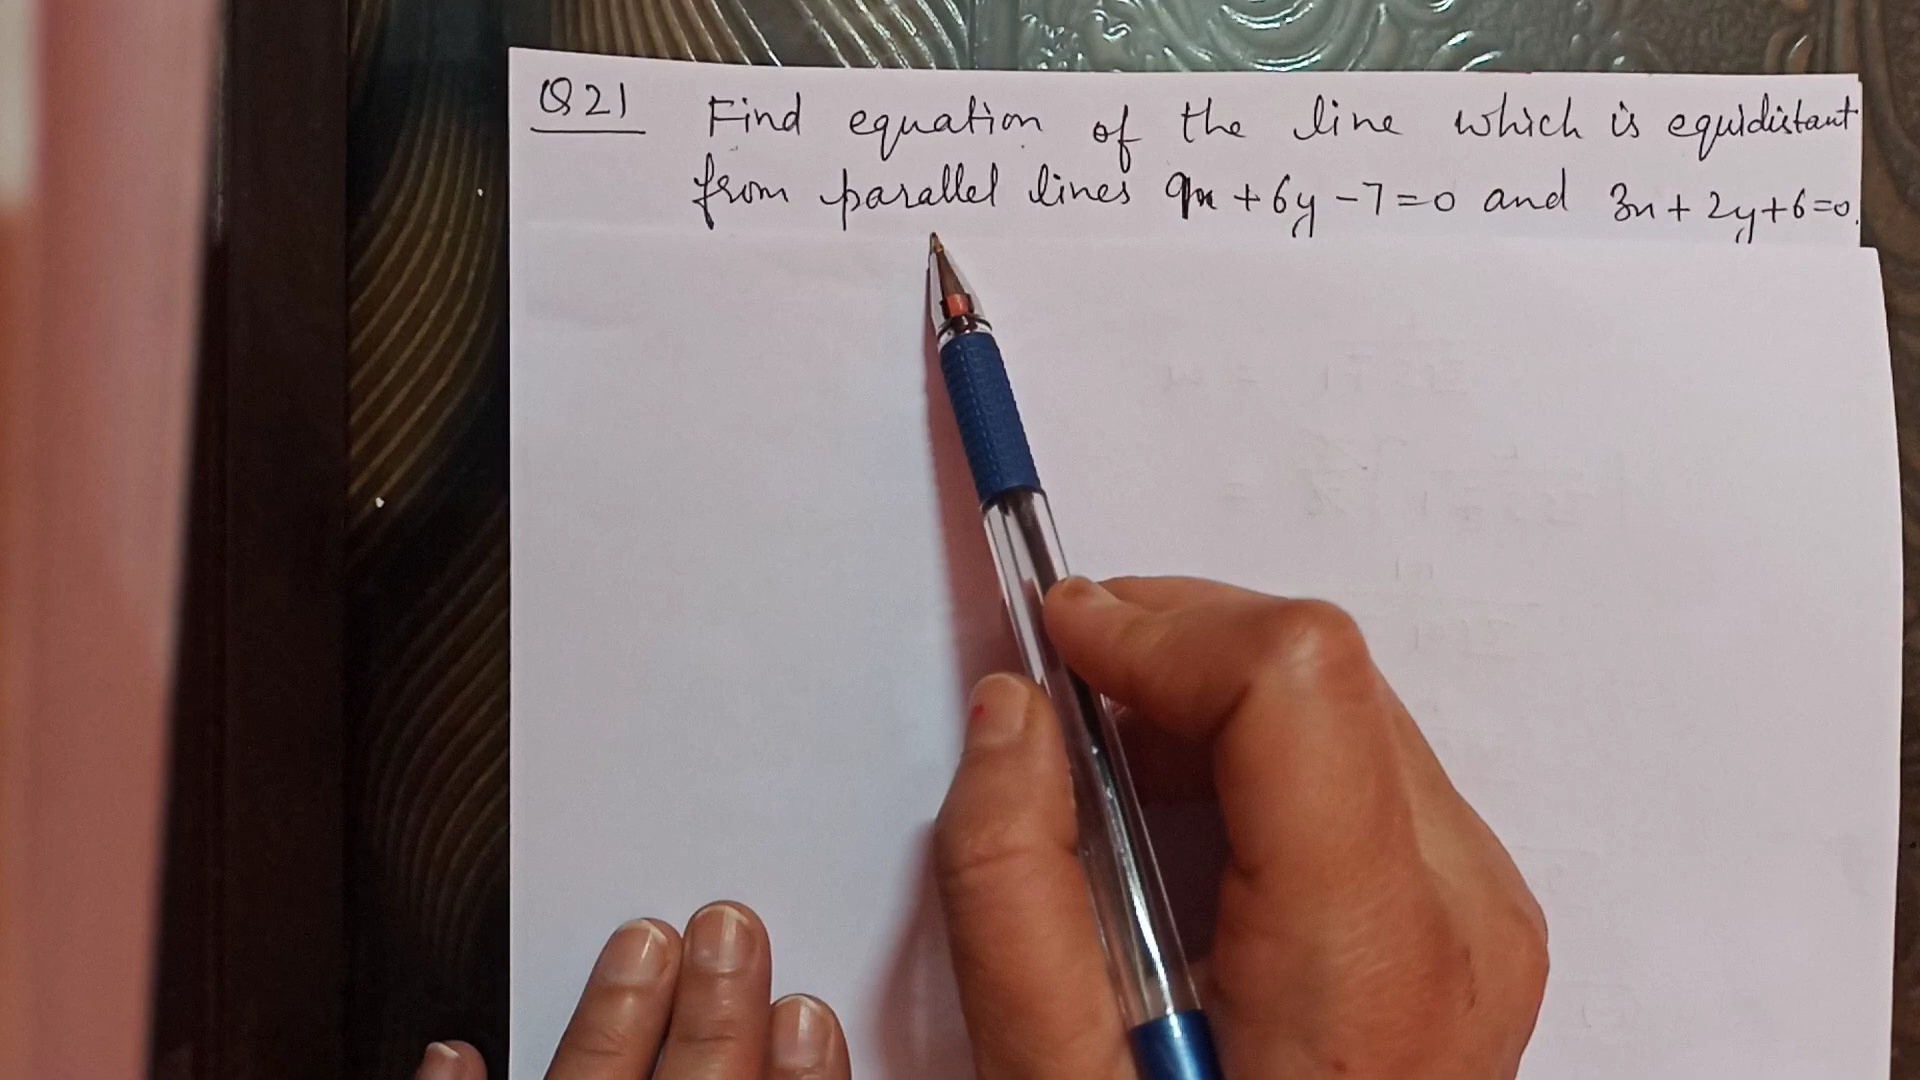 Q21 Find equation of the line which is equidistant
from parallel lines 9x + 6y - 7 = 0 and 3x + 2y + 6 = 0.